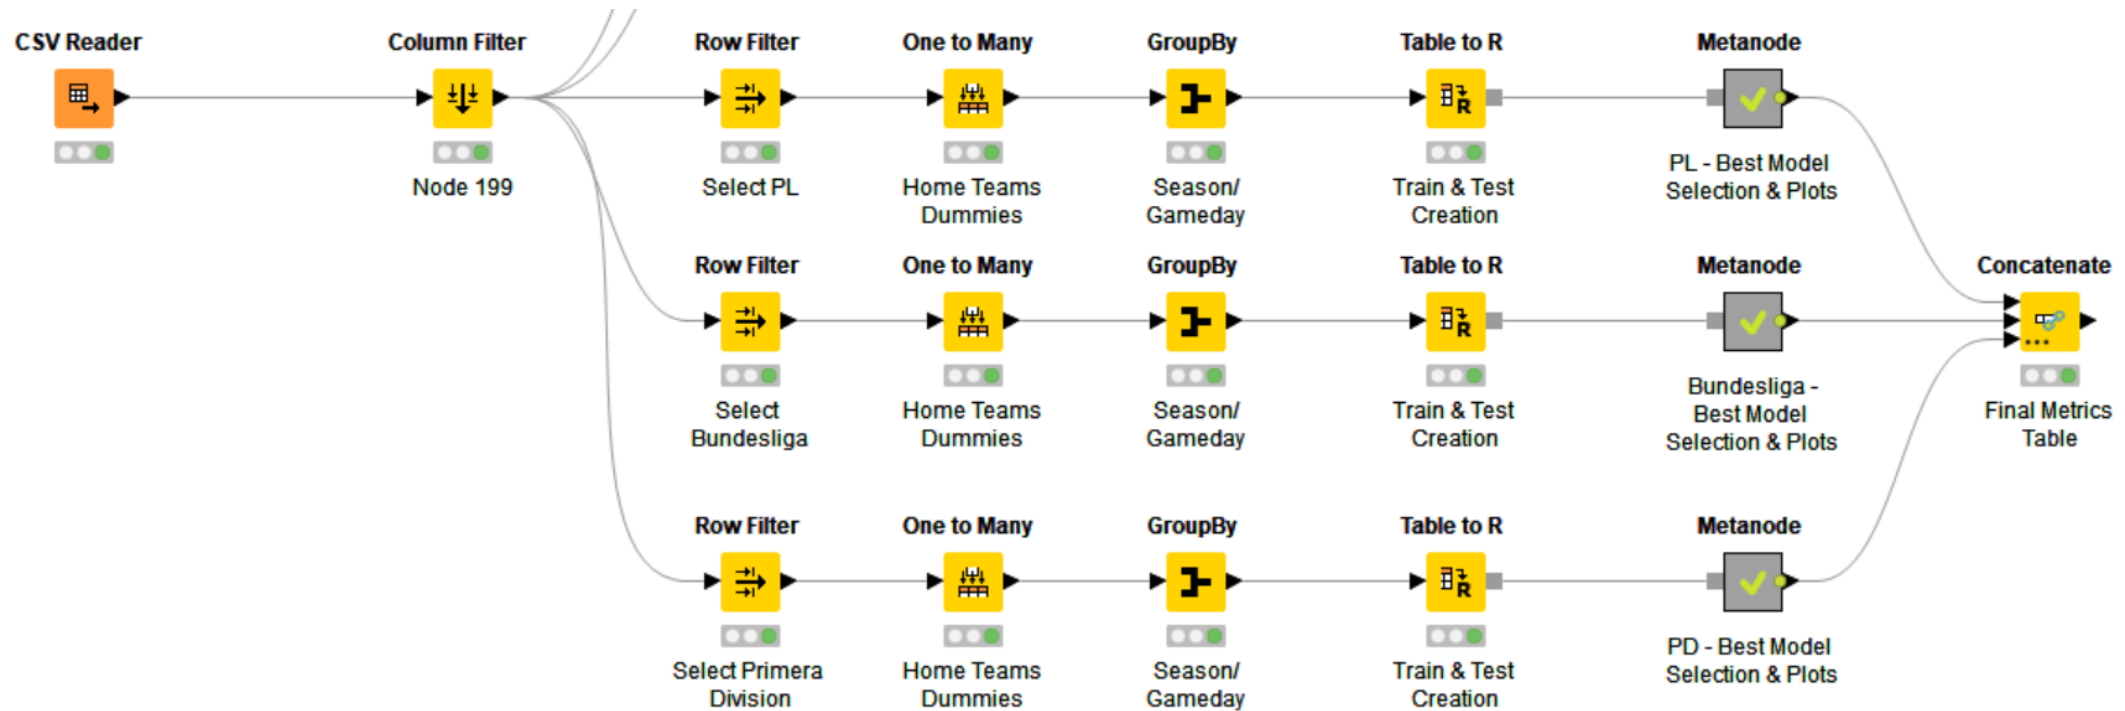 CSV Reader
Column Filter
Row Filter
One to Many
GroupBy
Table to R
Metanode
Node 199
Select PL
Home Teams
Dummies
Season/
Gameday
Train & Test
Creation
PL - Best Model
Selection & Plots
Row Filter
One to Many
GroupBy
Table to R
Metanode
Concatenate
Select
Bundesliga
Home Teams
Dummies
Season/
Gameday
Train & Test
Creation
Bundesliga -
Best Model
Selection & Plots
Final Metrics
Table
Row Filter
One to Many
GroupBy
Table to R
Metanode
Select Primera
Division
Home Teams
Dummies
Season/
Gameday
Train & Test
Creation
PD - Best Model
Selection & Plots